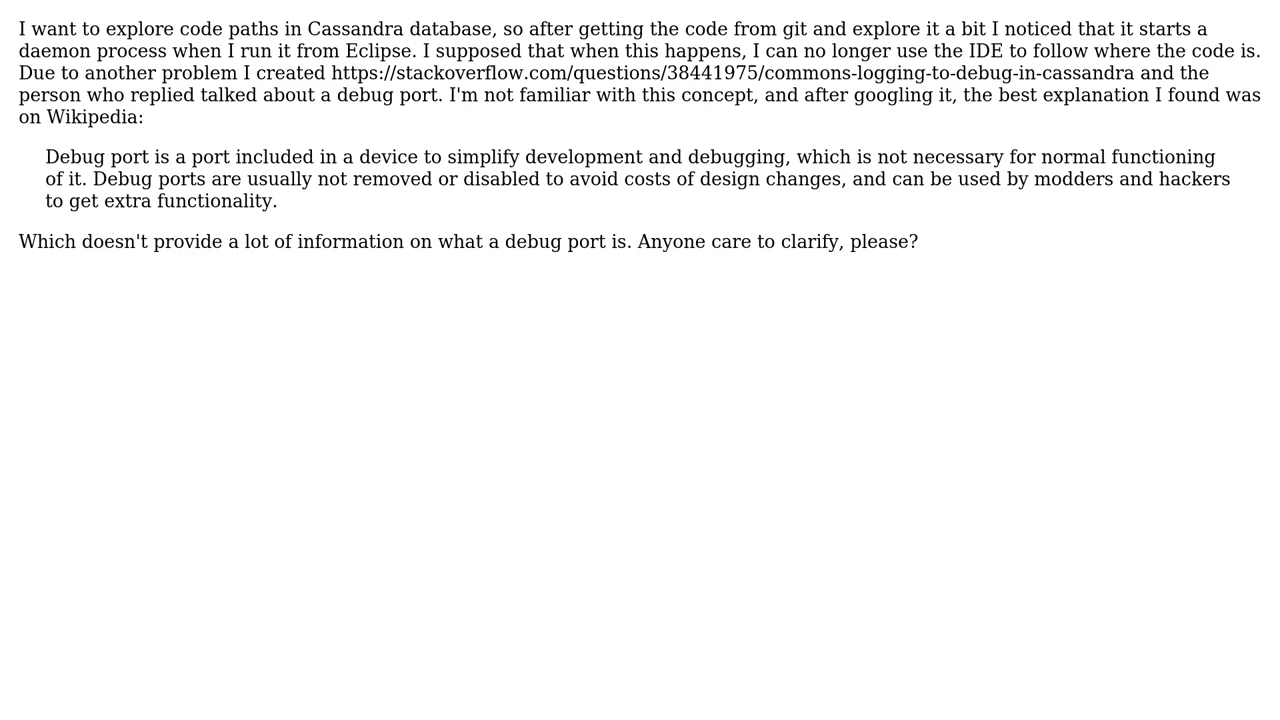 I want to explore code paths in Cassandra database, so after getting the code from git and explore it a bit I noticed that it starts a
daemon process when I run it from Eclipse. I supposed that when this happens, I can no longer use the IDE to follow where the code is.
Due to another problem I created https://stackoverflow.com/questions/38441975/commons-logging-to-debug-in-cassandra and the
person who replied talked about a debug port. I'm not familiar with this concept, and after googling it, the best explanation I found was
on Wikipedia:
Debug port is a port included in a device to simplify development and debugging, which is not necessary for normal functioning
of it. Debug ports are usually not removed or disabled to avoid costs of design changes, and can be used by modders and hackers
to get extra functionality.
Which doesn't provide a lot of information on what a debug port is. Anyone care to clarify, please?